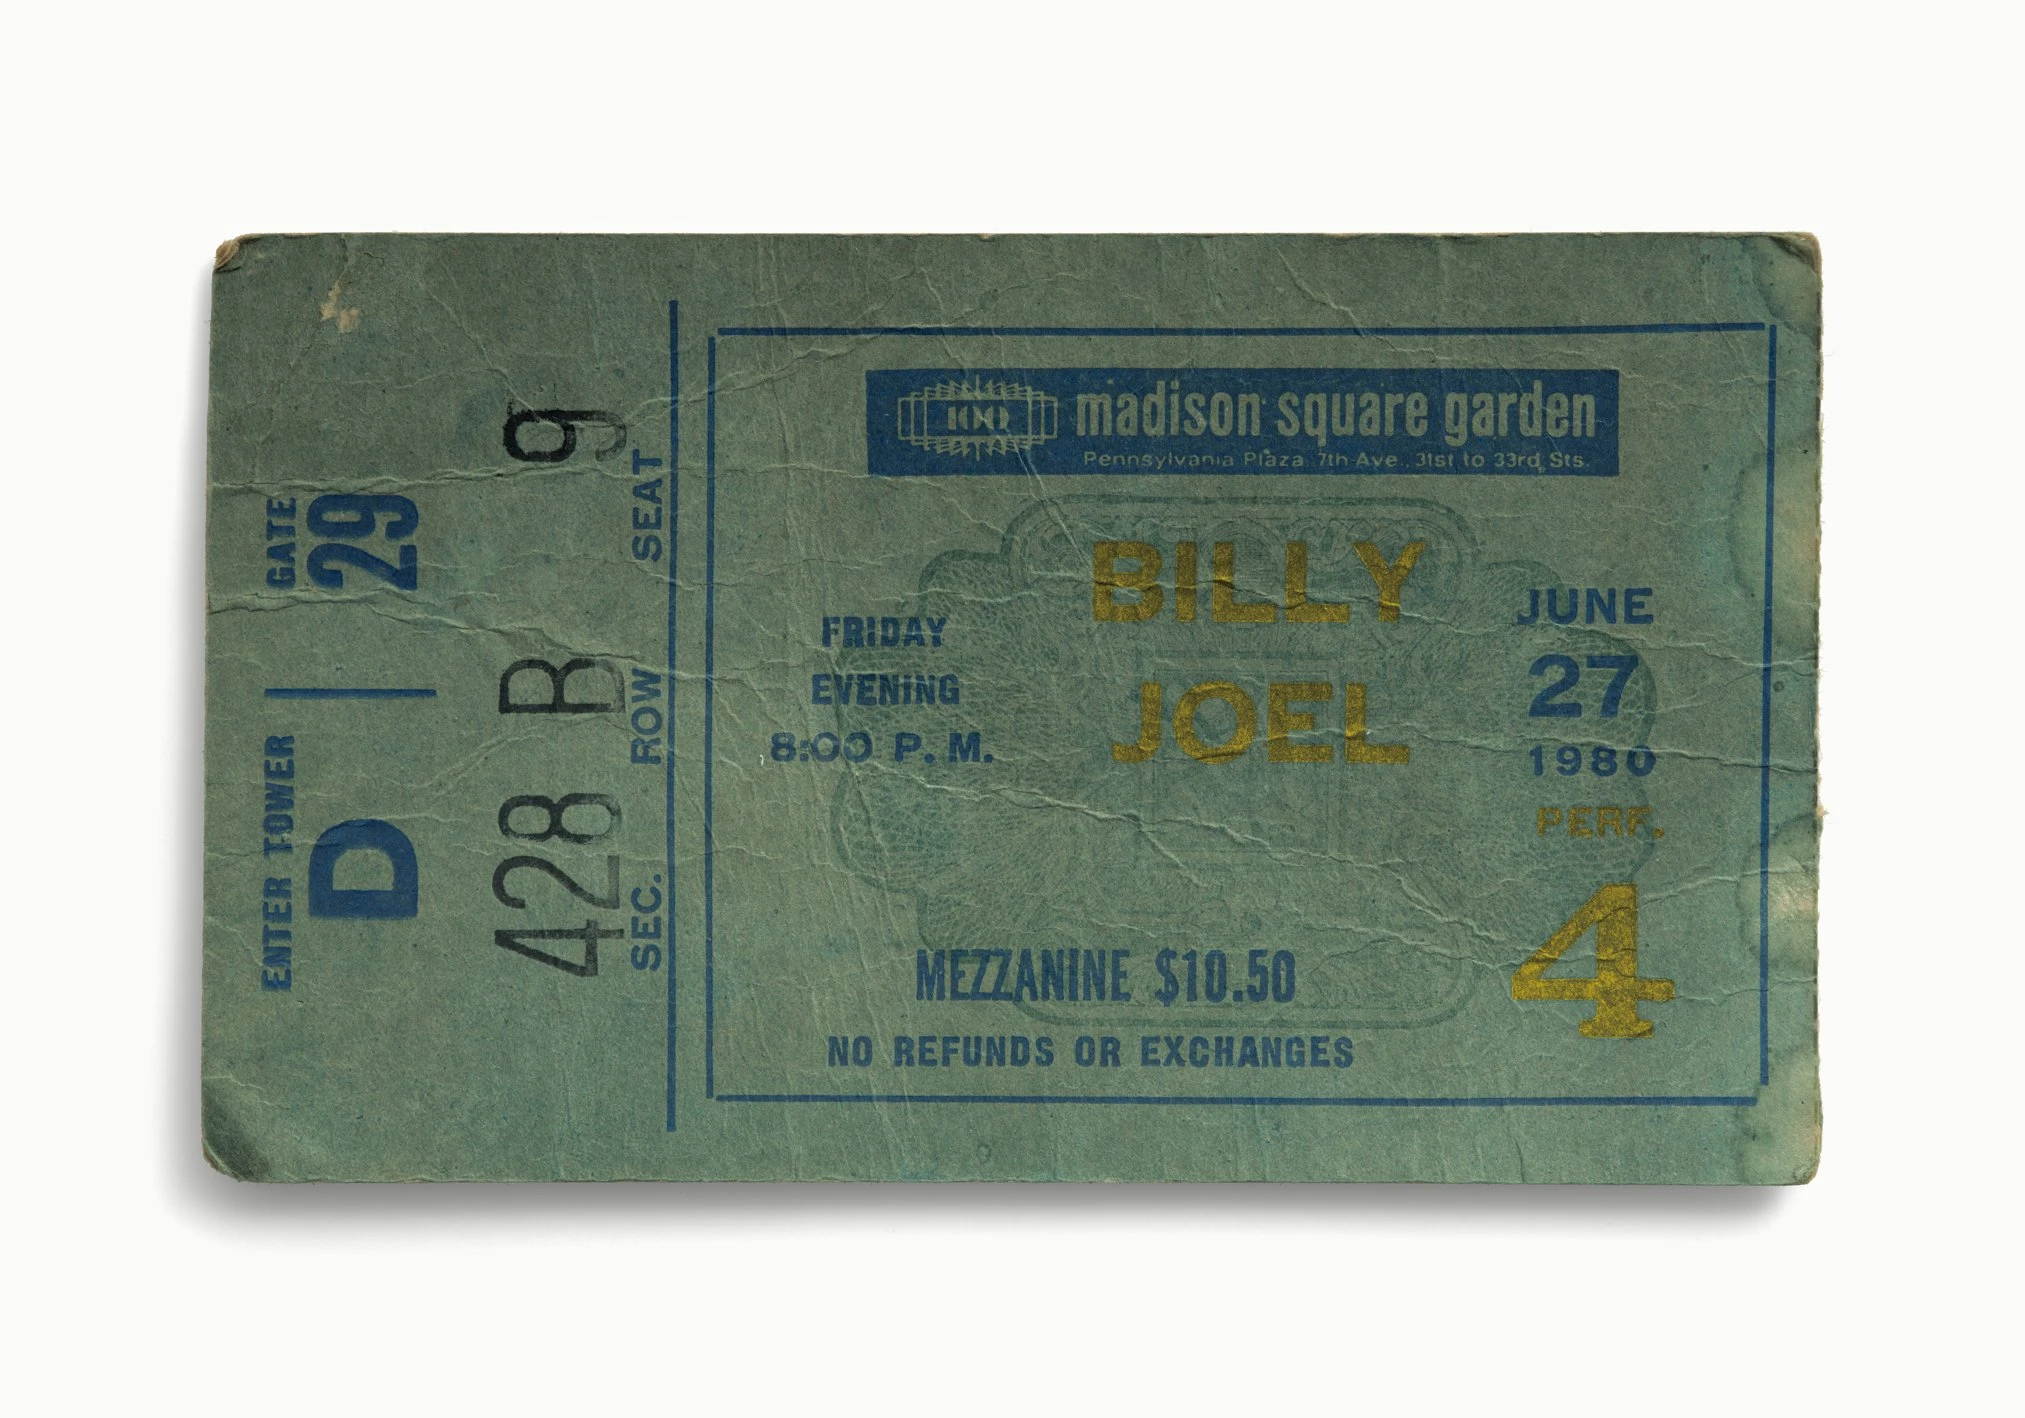 GATE
29
ENTER TOWER
D
9
SEAT
B
ROW
428
SEC.
100
madison square garden
Pennsylvania Plaza, 7th Ave., 31st to 33rd Sts.
BILLY
JOEL
FRIDAY
EVENING
8:00 P.M.
JUNE
27
1980
PERF.
4
MEZZANINE $10.50
NO REFUNDS OR EXCHANGES